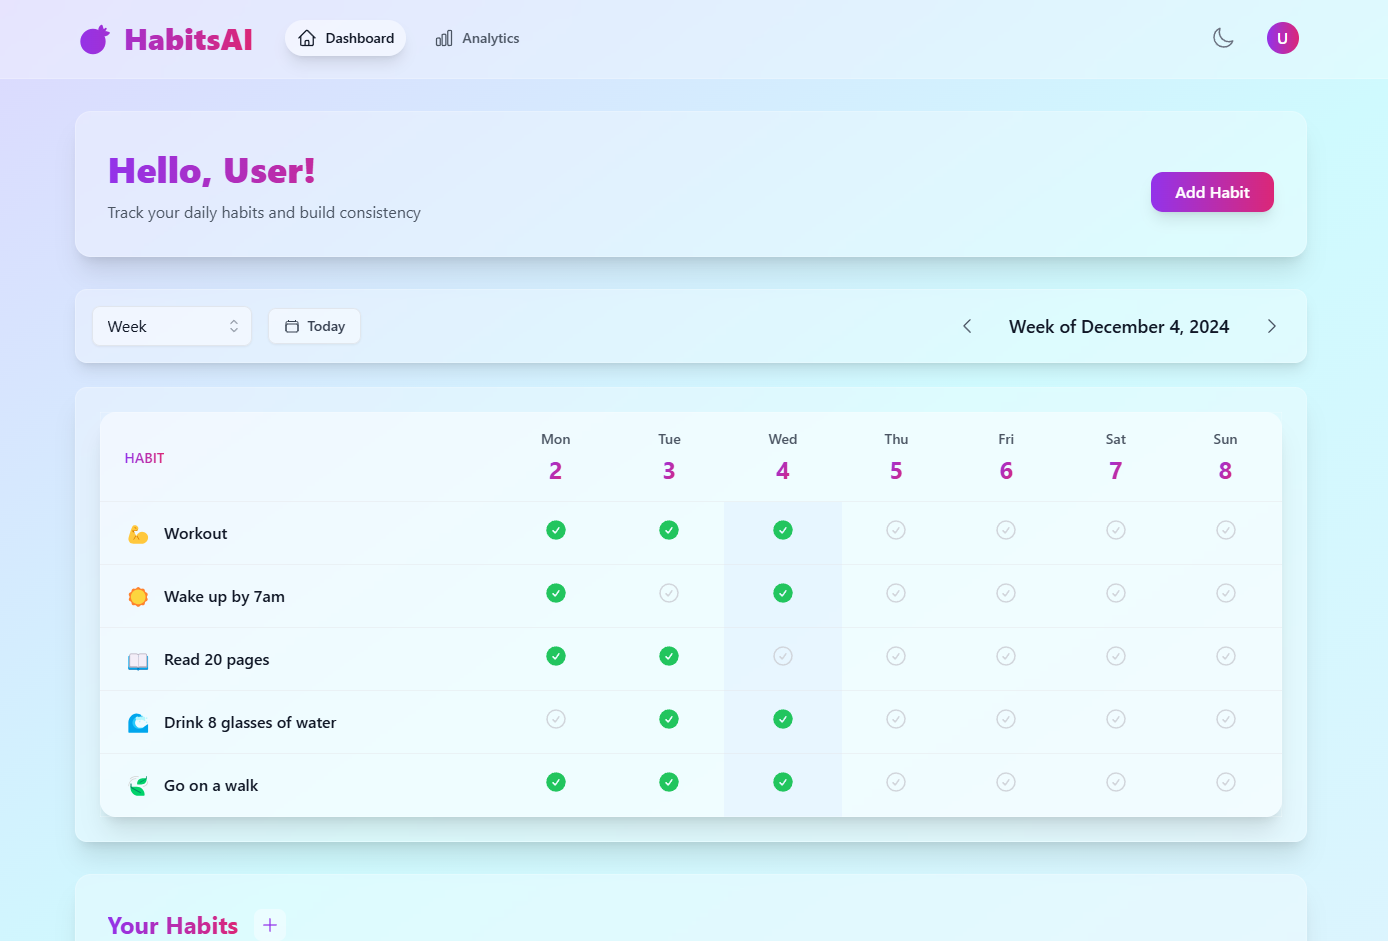 HabitsAI
Dashboard
Analytics
U
Hello, User!
Track your daily habits and build consistency
Add Habit
Week
Today
Week of December 4, 2024
HABIT
Mon Tue Wed Thu Fri Sat Sun
2 3 4 5 6 7 8
Workout
Wake up by 7am
Read 20 pages
Drink 8 glasses of water
Go on a walk
Your Habits